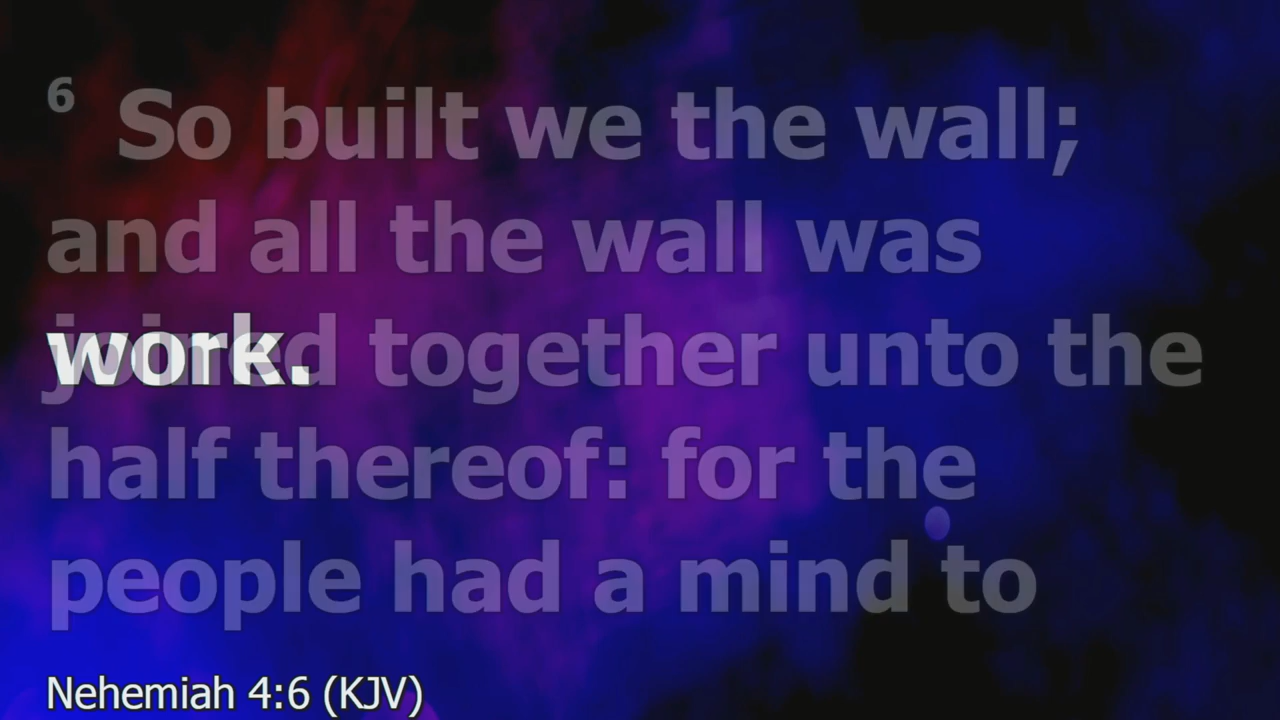 6 So built we the wall;
and all the wall was
joined together unto the
work.
half thereof: for the
people had a mind to
Nehemiah 4:6 (KJV)